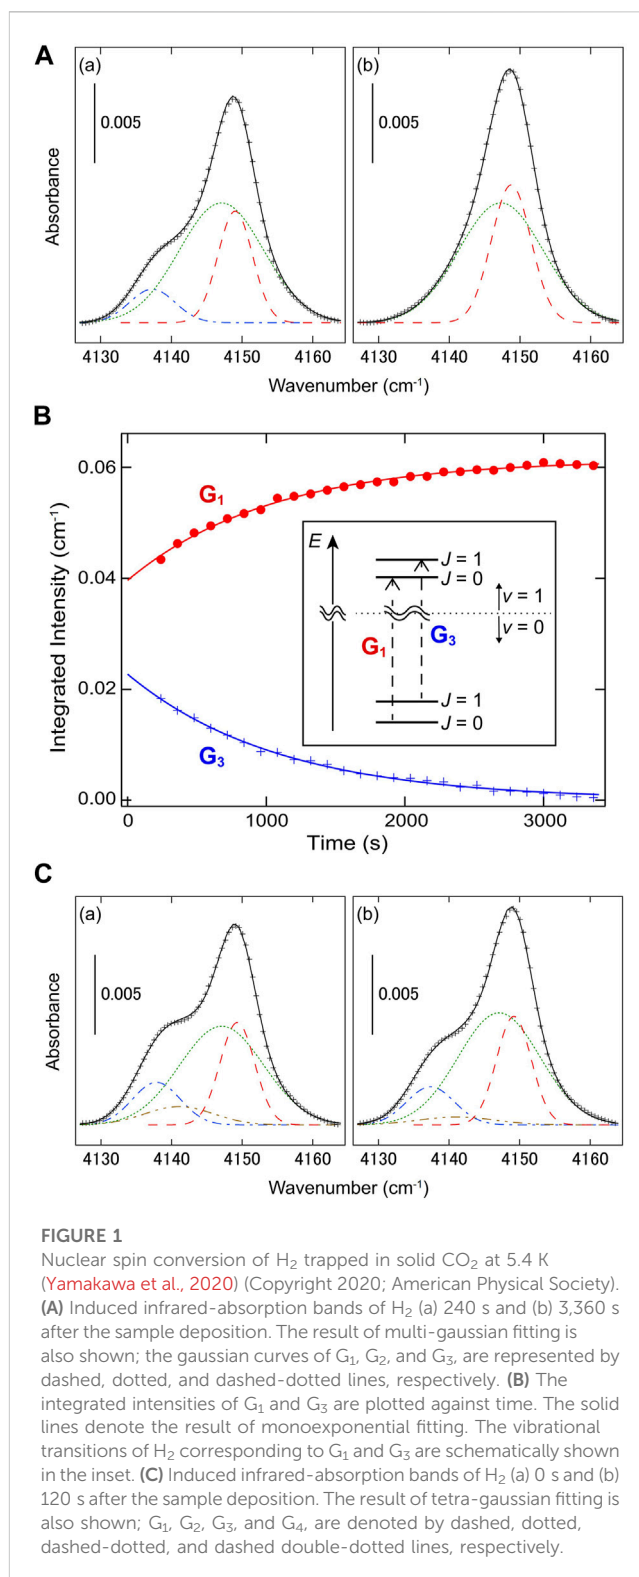 A
(a)
(b)
0.005
0.005
Absorbance
4130 4140 4150 4160
4130 4140 4150 4160
Wavenumber (cm⁻¹)
B
Integrated Intensity (cm⁻¹)
0.06
0.04
0.02
0.00
G₁
G₃
E
J = 1
J = 0
v = 1
v = 0
G₁
G₃
J = 1
J = 0
0 1000 2000 3000
Time (s)
C
(a)
(b)
0.005
0.005
Absorbance
4130 4140 4150 4160
4130 4140 4150 4160
Wavenumber (cm⁻¹)
FIGURE 1
Nuclear spin conversion of H₂ trapped in solid CO₂ at 5.4 K
(Yamakawa et al., 2020) (Copyright 2020; American Physical Society).
(A) Induced infrared-absorption bands of H₂ (a) 240 s and (b) 3,360 s
after the sample deposition. The result of multi-gaussian fitting is
also shown; the gaussian curves of G₁, G₂, and G₃, are represented by
dashed, dotted, and dashed-dotted lines, respectively. (B) The
integrated intensities of G₁ and G₃ are plotted against time. The solid
lines denote the result of monoexponential fitting. The vibrational
transitions of H₂ corresponding to G₁ and G₃ are schematically shown
in the inset. (C) Induced infrared-absorption bands of H₂ (a) 0 s and (b)
120 s after the sample deposition. The result of tetra-gaussian fitting is
also shown; G₁, G₂, G₃, and G₄, are denoted by dashed, dotted,
dashed-dotted, and dashed double-dotted lines, respectively.